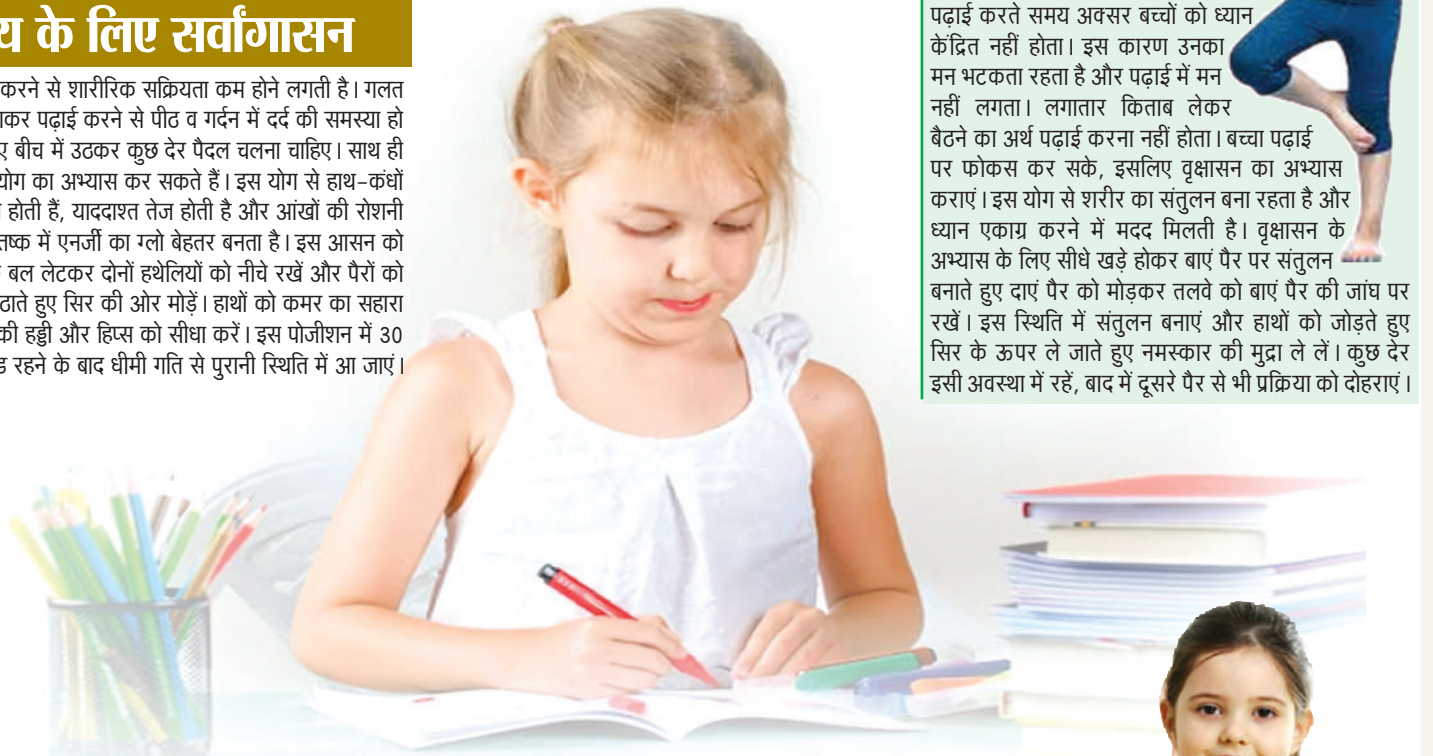 के लिए सर्वांगासन
करने से शारीरिक सक्रियता कम होने लगती है। गलत
पढ़ाई करने से पीठ व गर्दन में दर्द की समस्या हो
बीच में उठकर कुछ देर पैदल चलना चाहिए। साथ ही
योग का अभ्यास कर सकते हैं। इस योग से हाथ-कंधों
होती हैं, याददाश्त तेज होती है और आंखों की रोशनी
में एनर्जी का ग्लो बेहतर बनता है। इस आसन को
बल लेटकर दोनों हथेलियों को नीचे रखें और पैरों को
हुए सिर की ओर मोड़ें। हाथों को कमर का सहारा
की हड्डी और हिप्स को सीधा करें। इस पोजीशन में 30
रहने के बाद धीमी गति से पुरानी स्थिति में आ जाएं।
पढ़ाई करते समय अक्सर बच्चों को ध्यान
केंद्रित नहीं होता। इस कारण उनका
मन भटकता रहता है और पढ़ाई में मन
नहीं लगता। लगातार किताब लेकर
बैठने का अर्थ पढ़ाई करना नहीं होता। बच्चा पढ़ाई
पर फोकस कर सके, इसलिए वृक्षासन का अभ्यास
कराएं। इस योग से शरीर का संतुलन बना रहता है और
ध्यान एकाग्र करने में मदद मिलती है। वृक्षासन के
अभ्यास के लिए सीधे खड़े होकर बाएं पैर पर संतुलन
बनाते हुए दाएं पैर को मोड़कर तलवे को बाएं पैर की जांघ पर
रखें। इस स्थिति में संतुलन बनाएं और हाथों को जोड़ते हुए
सिर के ऊपर ले जाते हुए नमस्कार की मुद्रा ले लें। कुछ देर
इसी अवस्था में रहें, बाद में दूसरे पैर से भी प्रक्रिया को दोहराएं।